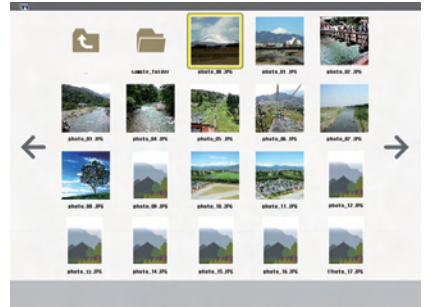 ..
sample_folder
photo_00.JPG
photo_01.JPG
photo_02.JPG
photo_03.JPG
photo_04.JPG
photo_05.JPG
photo_06.JPG
photo_07.JPG
photo_08.JPG
photo_09.JPG
photo_10.JPG
photo_11.JPG
photo_12.JPG
photo_13.JPG
photo_14.JPG
photo_15.JPG
photo_16.JPG
photo_17.JPG